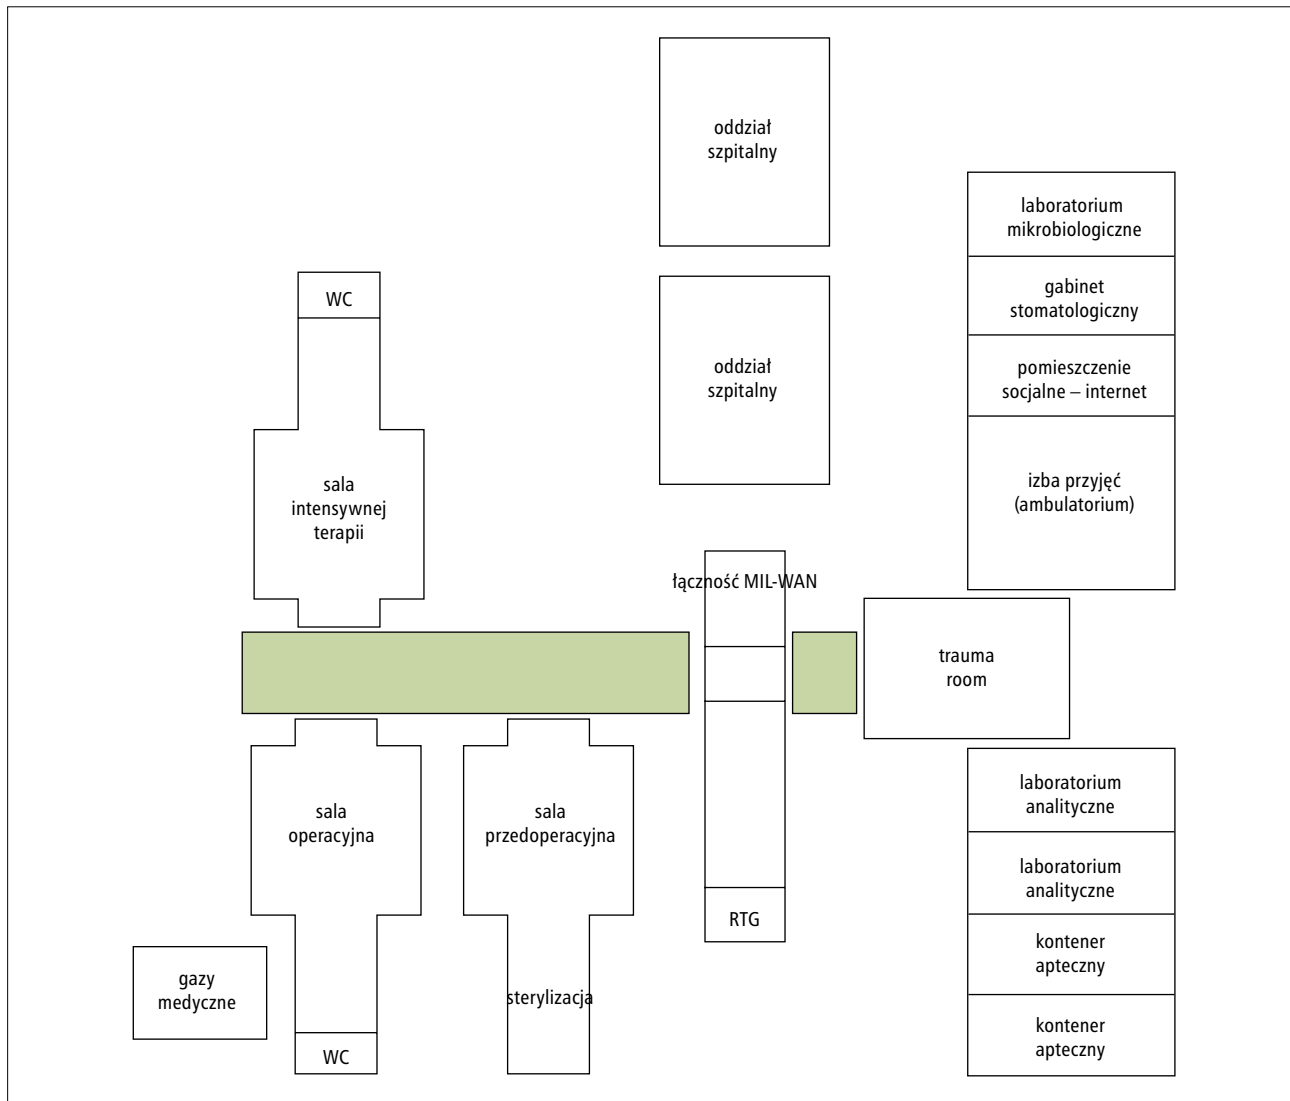 oddział
szpitalny
laboratorium
mikrobiologiczne
WC
gabinet
stomatologiczny
oddział
szpitalny
pomieszczenie
socjalne – internet
sala
intensywnej
terapii
izba przyjęć
(ambulatorium)
łączność MIL-WAN
trauma
room
sala
operacyjna
sala
przedoperacyjna
laboratorium
analityczne
laboratorium
analityczne
RTG
kontener
apteczny
gazy
medyczne
sterylizacja
WC
kontener
apteczny